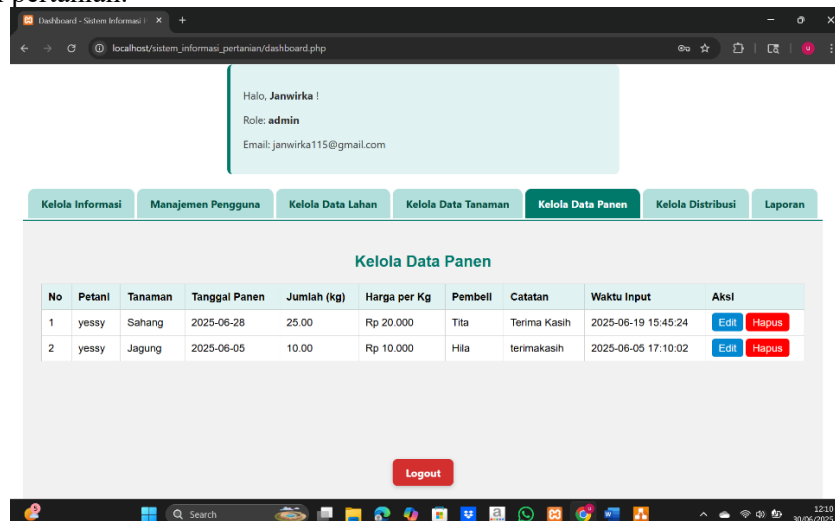 pertanian.
Dashboard - Sistem Informasi
localhost/sistem_informasi_pertanian/dashboard.php
Halo, Janwirka !
Role: admin
Email: janwirka115@gmail.com
Kelola Informasi Manajemen Pengguna Kelola Data Lahan Kelola Data Tanaman Kelola Data Panen Kelola Distribusi Laporan
Kelola Data Panen
No Petani Tanaman Tanggal Panen Jumlah (kg) Harga per Kg Pembeli Catatan Waktu Input Aksi
1 yessy Sahang 2025-06-28 25.00 Rp 20.000 Tita Terima Kasih 2025-06-19 15:45:24 Edit Hapus
2 yessy Jagung 2025-06-05 10.00 Rp 10.000 Hila terimakasih 2025-06-05 17:10:02 Edit Hapus
Logout
Search
12:10
30/06/2025